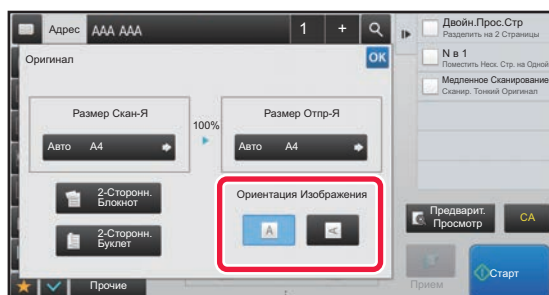 Адрес AAA AAA 1 +
Оригинал OK
Размер Скан-Я
Авто A4
100%
Размер Отпр-Я
Авто A4
2-Сторонн.
Блокнот
2-Сторонн.
Буклет
Ориентация Изображения
A A
Прочие
Двойн.Прос.Стр
Разделить на 2 Страницы
N в 1
Поместить Неск. Стр. на Одной
Медленное Сканирование
Сканир. Тонкий Оригинал
Предварит.
Просмотр
CA
Прием
Старт